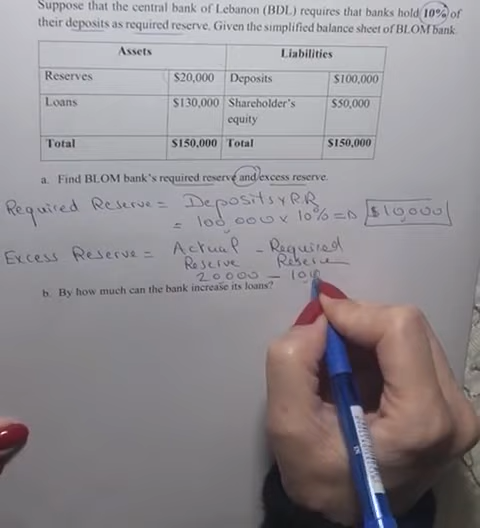 Suppose that the central bank of Lebanon (BDL) requires that banks hold 10% of
their deposits as required reserve. Given the simplified balance sheet of BLOM bank.
Assets Liabilities
Reserves $20,000 Deposits $100,000
Loans $130,000 Shareholder's equity $50,000
Total $150,000 Total $150,000
a. Find BLOM bank's required reserve and excess reserve.
Required Reserve = Deposits x R.R
= 100 000 x 10% => $10,000
Excess Reserve = Actual Reserve - Required Reserve
20000 - 10
b. By how much can the bank increase its loans?